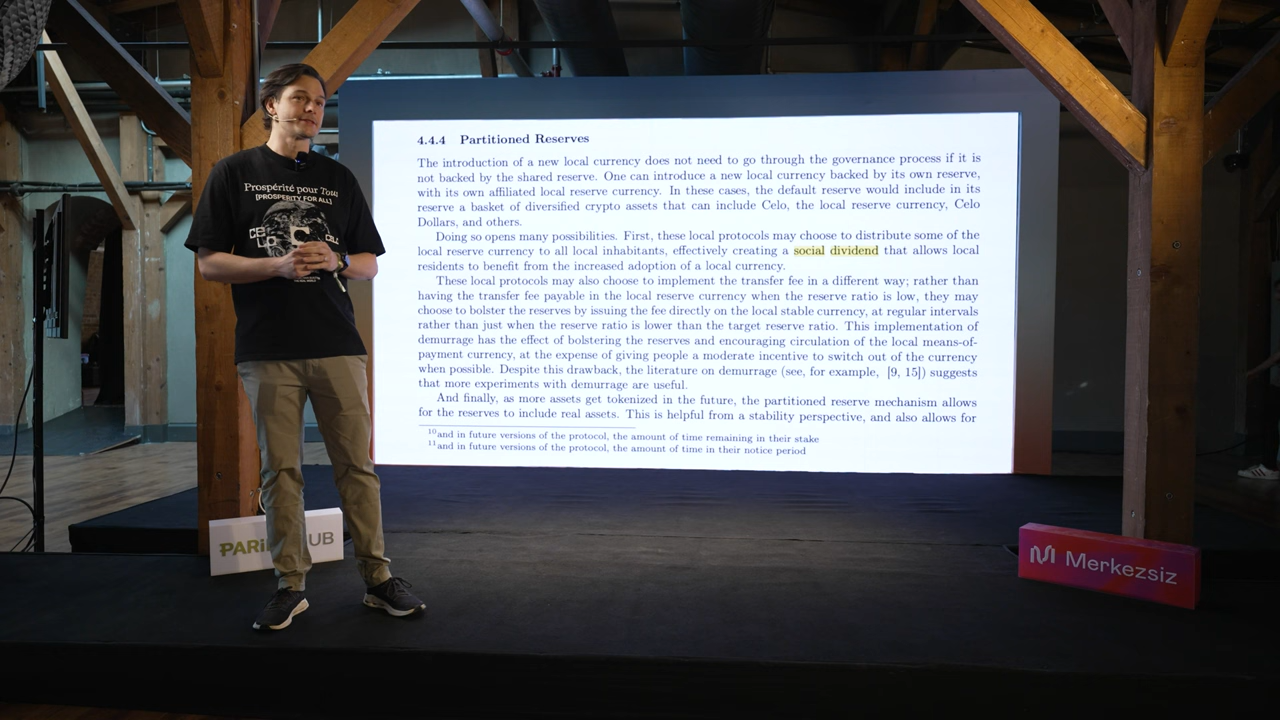 4.4.4 Partitioned Reserves
The introduction of a new local currency does not need to go through the governance process if it is
not backed by the shared reserve. One can introduce a new local currency backed by its own reserve,
with its own affiliated local reserve currency. In these cases, the default reserve would include in its
reserve a basket of diversified crypto assets that can include Celo, the local reserve currency, Celo
Dollars, and others.
Doing so opens many possibilities. First, these local protocols may choose to distribute some of the
local reserve currency to all local inhabitants, effectively creating a social dividend that allows local
residents to benefit from the increased adoption of a local currency.
These local protocols may also choose to implement the transfer fee in a different way; rather than
having the transfer fee payable in the local reserve currency when the reserve ratio is low, they may
choose to bolster the reserves by issuing the fee directly on the local stable currency, at regular intervals
rather than just when the reserve ratio is lower than the target reserve ratio. This implementation of
demurrage has the effect of bolstering the reserves and encouraging circulation of the local means-of-
payment currency, at the expense of giving people a moderate incentive to switch out of the currency
when possible. Despite this drawback, the literature on demurrage (see, for example, [9, 15]) suggests
that more experiments with demurrage are useful.
And finally, as more assets get tokenized in the future, the partitioned reserve mechanism allows
for the reserves to include real assets. This is helpful from a stability perspective, and also allows for
10and in future versions of the protocol, the amount of time remaining in their stake
11and in future versions of the protocol, the amount of time in their notice period
Prospérité pour Tous
[PROSPERITY FOR ALL]
UB
Merkezsiz